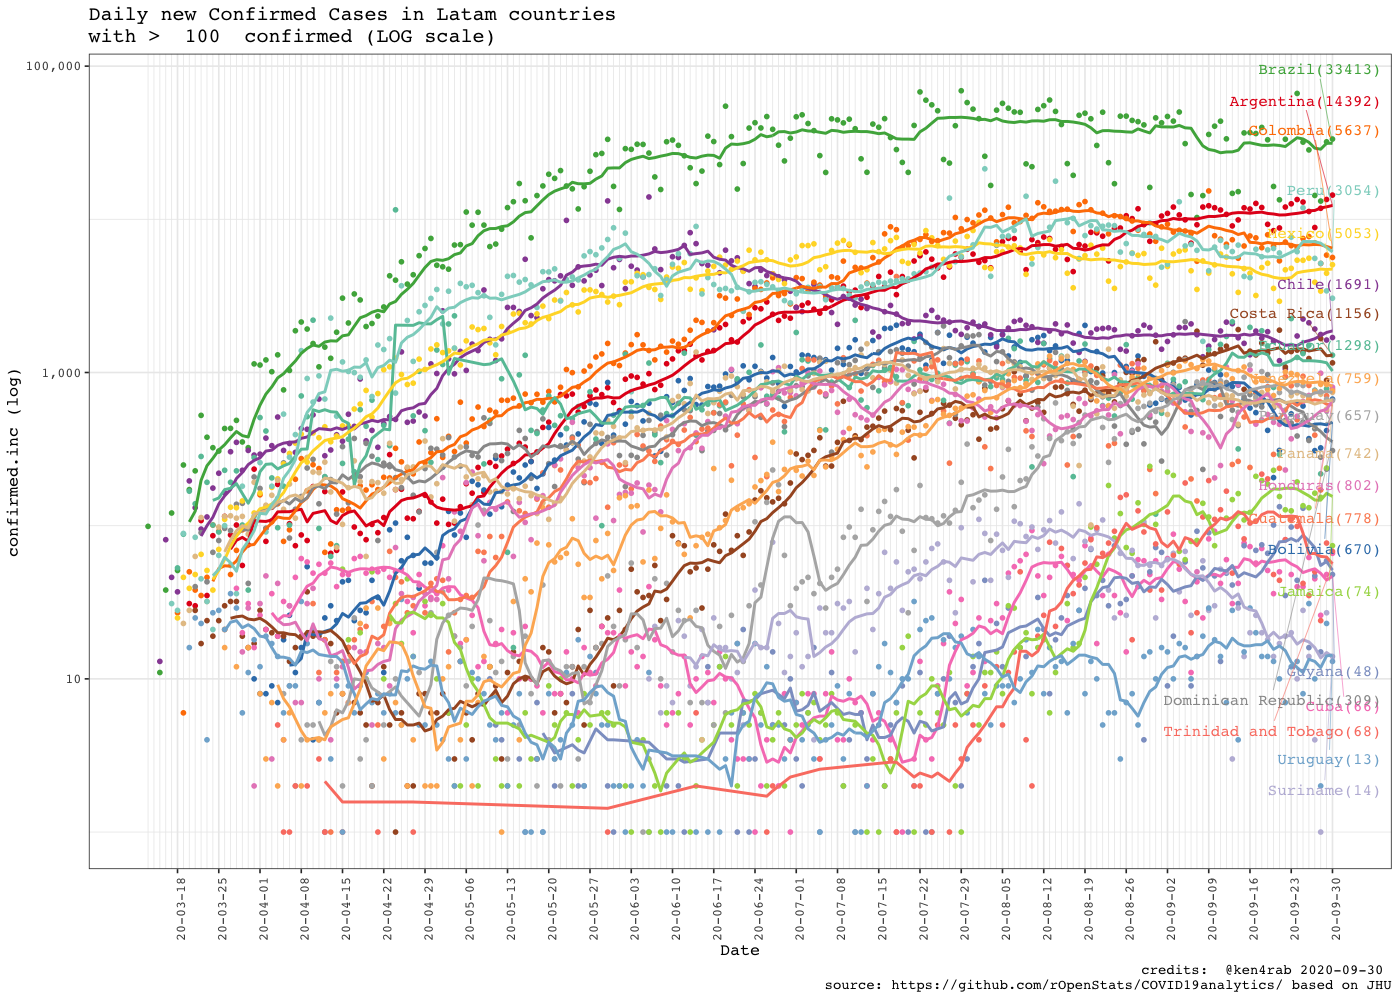 Daily new Confirmed Cases in Latam countries
with >  100  confirmed (LOG scale)
100,000
1,000
10
confirmed.inc (log)
Brazil(33413)
Argentina(14392)
Colombia(5637)
Peru(3054)
Mexico(5053)
Chile(1691)
Costa Rica(1156)
1298)
(759)
(657)
Panama(742)
Honduras(802)
Guatemala(778)
Bolivia(670)
Jamaica(74)
Guyana(48)
Dominican Republic(309)
Trinidad and Tobago(68)
Uruguay(13)
Suriname(14)
20-03-18
20-03-25
20-04-01
20-04-08
20-04-15
20-04-22
20-04-29
20-05-06
20-05-13
20-05-20
20-05-27
20-06-03
20-06-10
20-06-17
20-06-24
20-07-01
20-07-08
20-07-15
20-07-22
20-07-29
20-08-05
20-08-12
20-08-19
20-08-26
20-09-02
20-09-09
20-09-16
20-09-23
20-09-30
Date
credits:  @ken4rab 2020-09-30
source: https://github.com/rOpenStats/COVID19analytics/ based on JHU